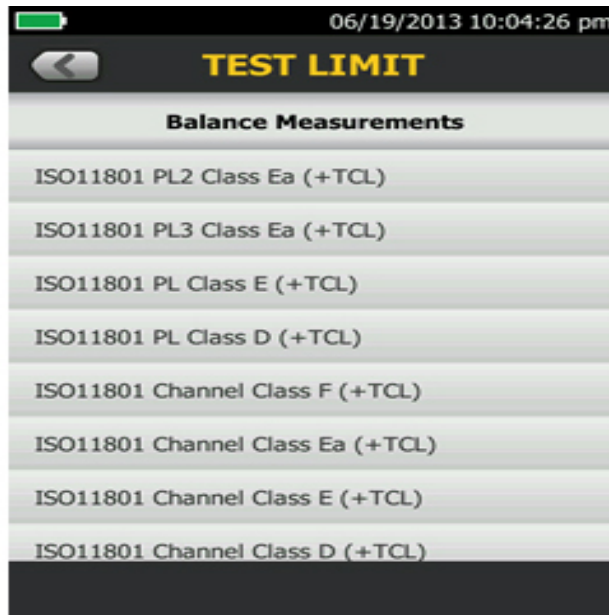 06/19/2013 10:04:26 pm
TEST LIMIT
Balance Measurements
ISO11801 PL2 Class Ea (+TCL)
ISO11801 PL3 Class Ea (+TCL)
ISO11801 PL Class E (+TCL)
ISO11801 PL Class D (+TCL)
ISO11801 Channel Class F (+TCL)
ISO11801 Channel Class Ea (+TCL)
ISO11801 Channel Class E (+TCL)
ISO11801 Channel Class D (+TCL)